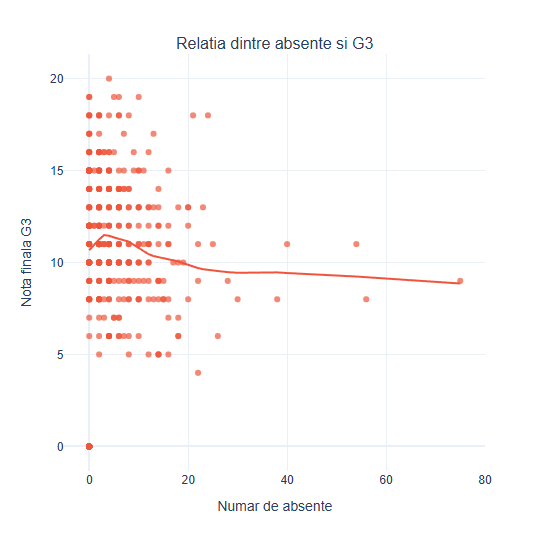 Relatia dintre absente si G3
20
15
10
5
0
Nota finala G3
0 20 40 60 80
Numar de absente